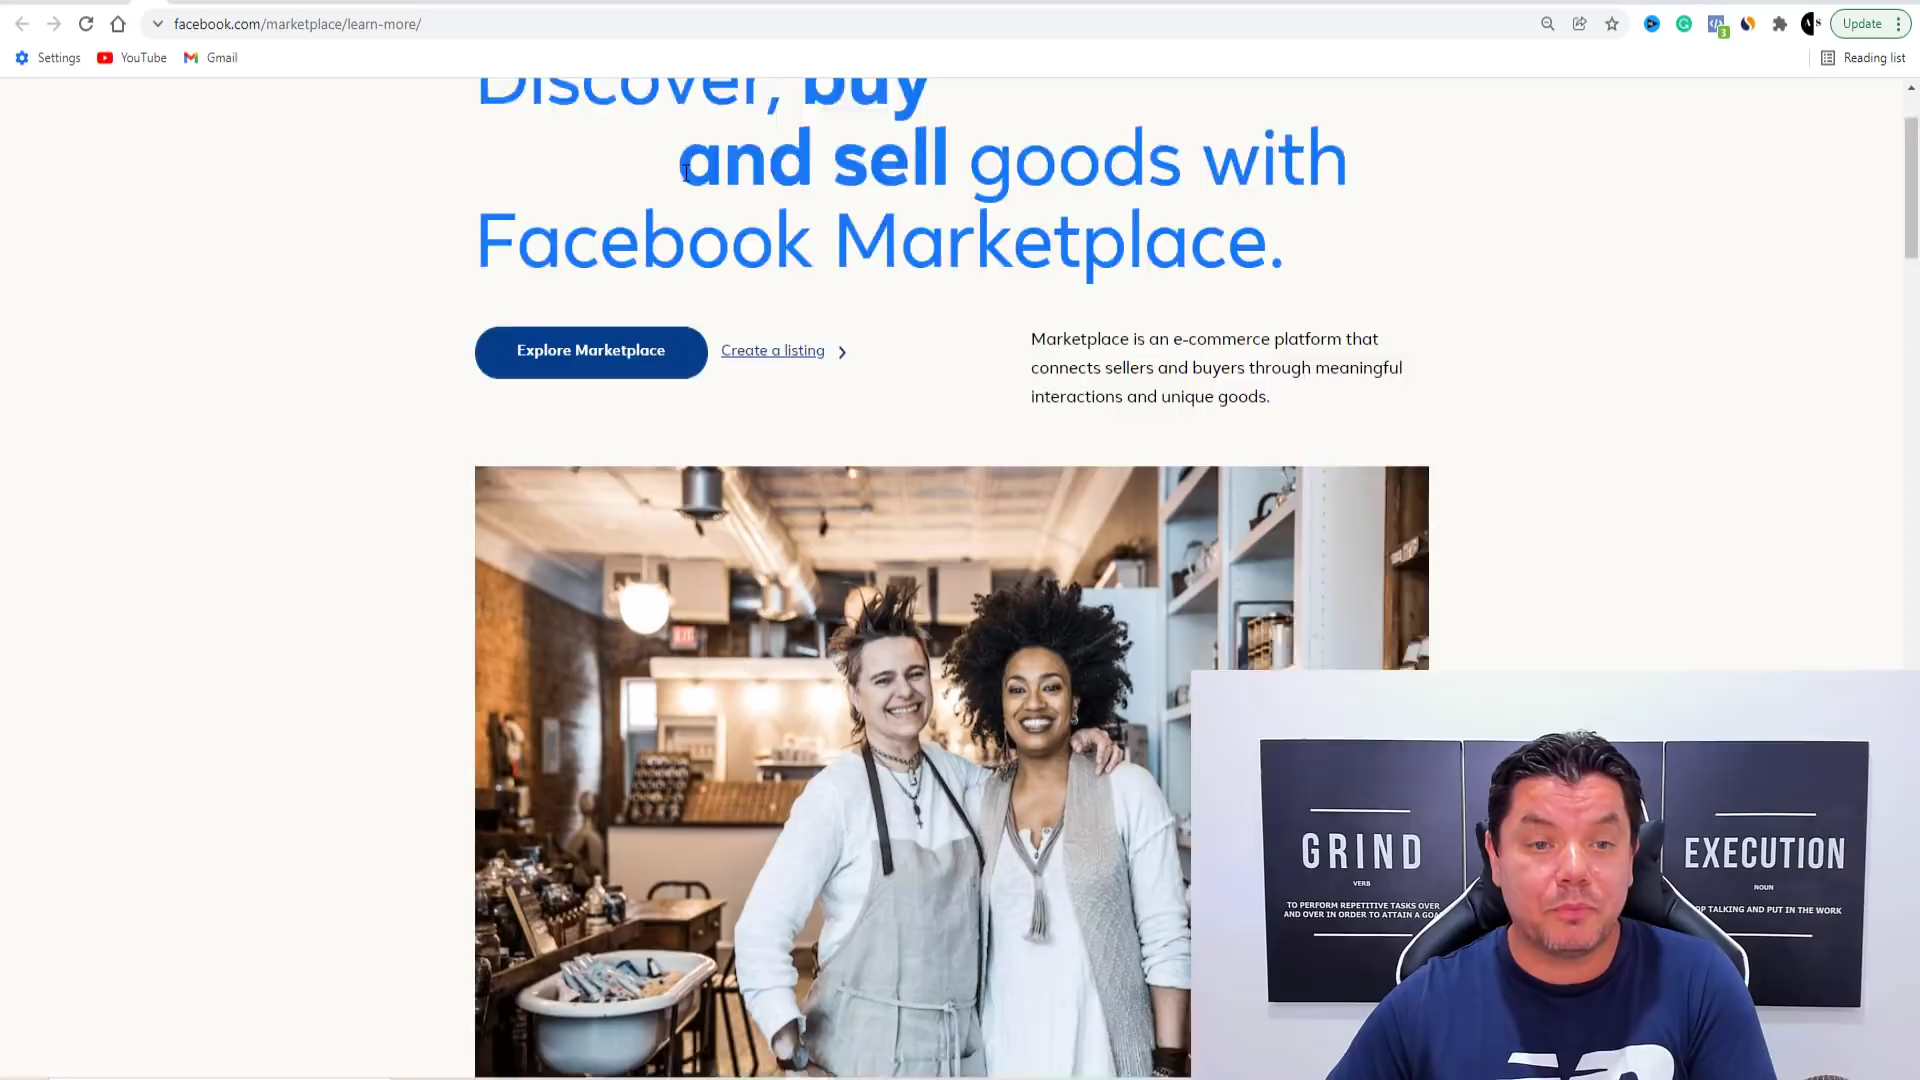 facebook.com/marketplace/learn-more/
Update
Settings
YouTube
Gmail
Reading list
Discover, buy
and sell goods with
Facebook Marketplace.
Explore Marketplace
Create a listing
Marketplace is an e-commerce platform that
connects sellers and buyers through meaningful
interactions and unique goods.
GRIND
VERB
TO PERFORM REPETITIVE TASKS OVER
AND OVER IN ORDER TO ATTAIN A GOA
EXECUTION
NOUN
OP TALKING AND PUT IN THE WORK
3